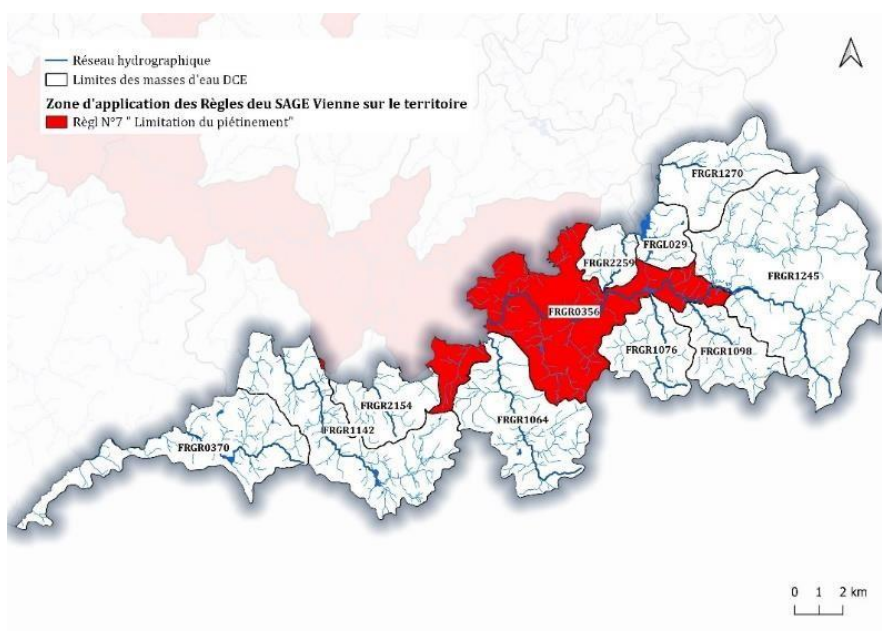 Réseau hydrographique
Limites des masses d'eau DCE
Zone d'application des Règles deu SAGE Vienne sur le territoire
Règl N°7 " Limitation du piétinement"
FRGR1270
FRGL029
FRGR2259
FRGR1245
FRGR0356
FRGR1076
FRGR1098
FRGR2154
FRGR1064
FRGR1142
FRGR0370
0 1 2 km